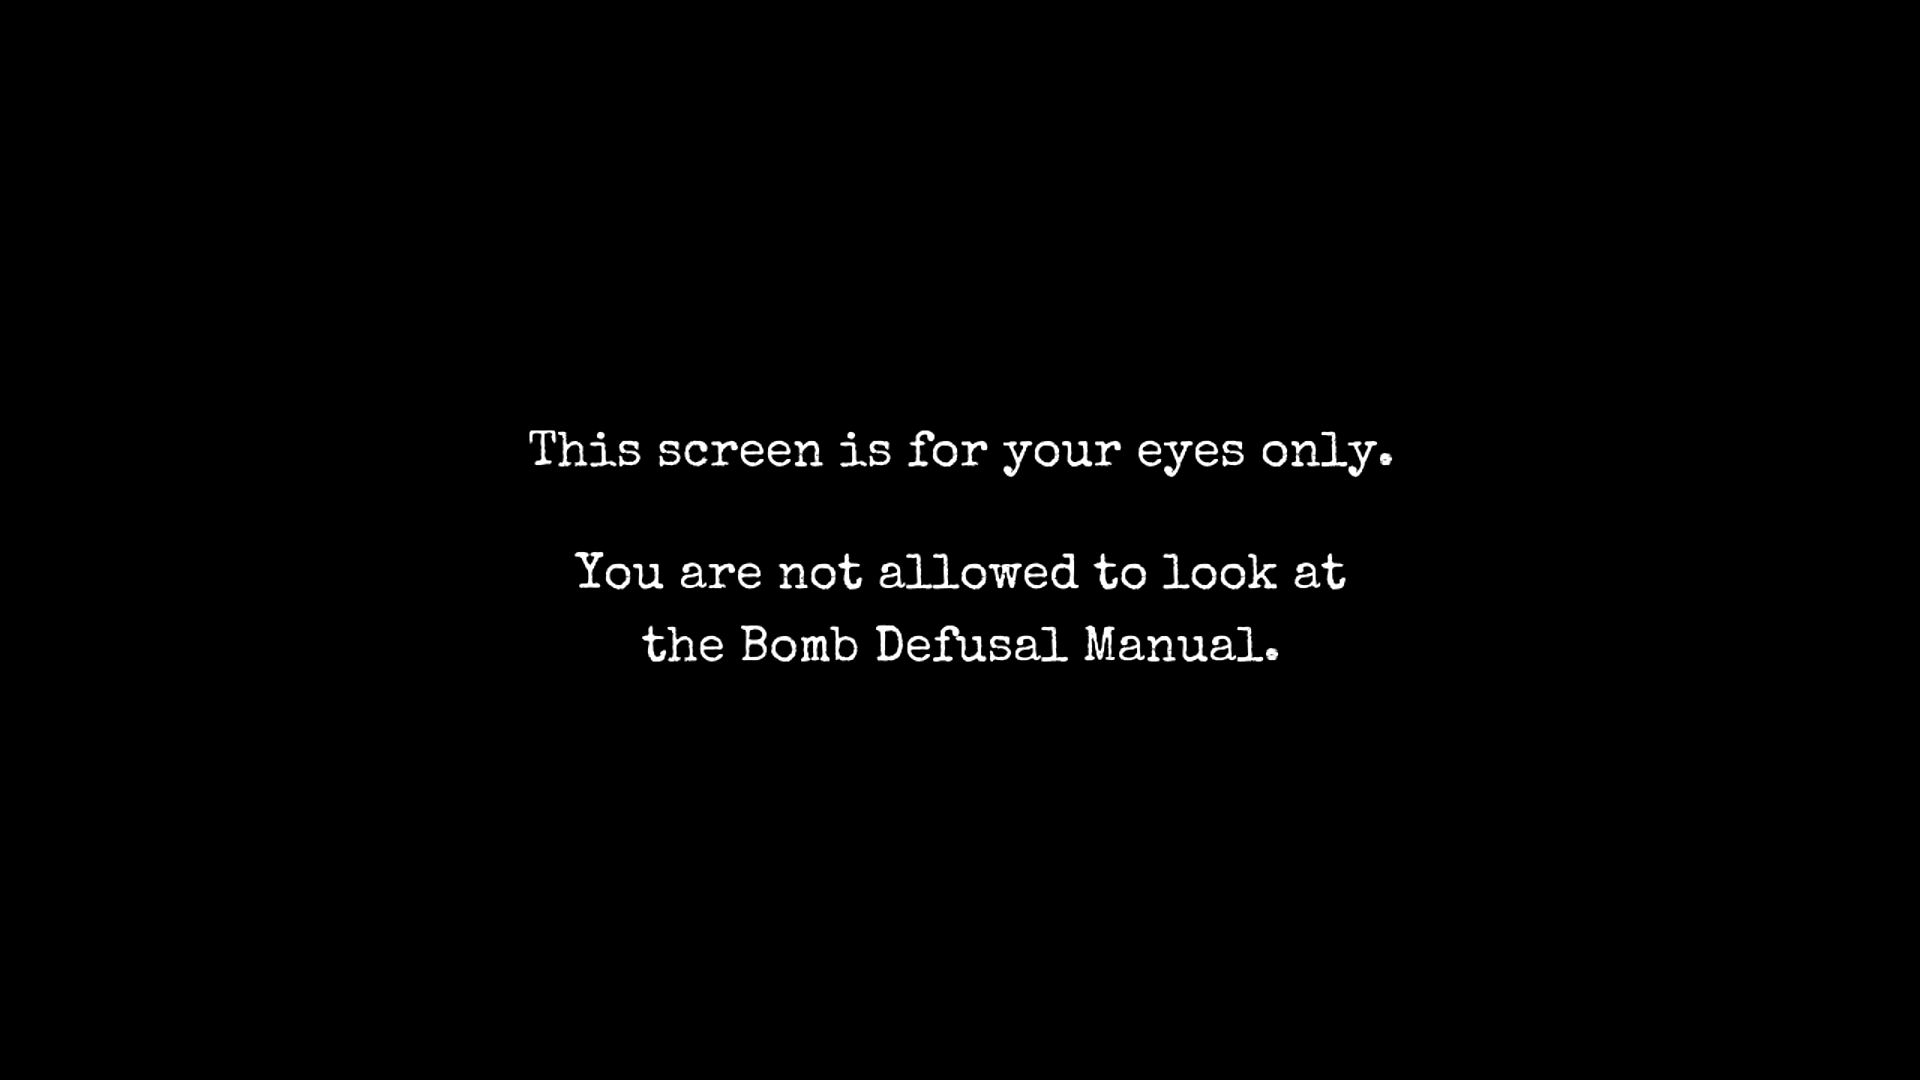 This screen is for your eyes only.
You are not allowed to look at
the Bomb Defusal Manual.